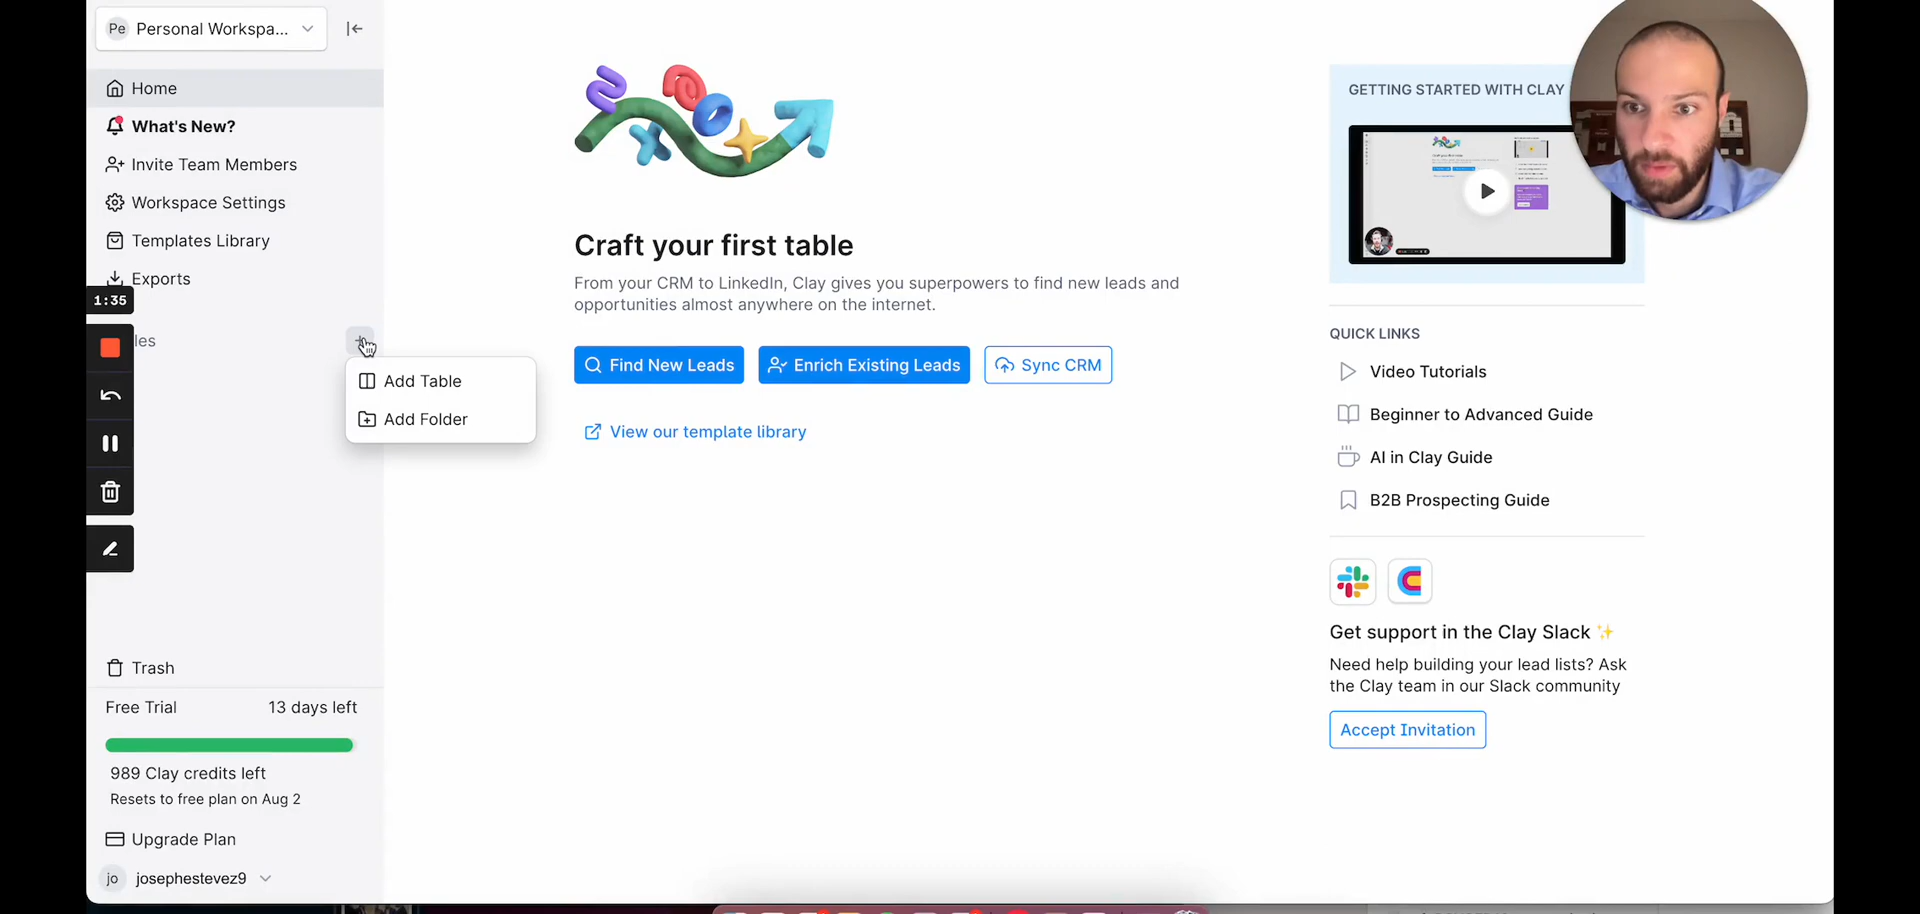 Pe Personal Workspa...
Home
What's New?
Invite Team Members
Workspace Settings
Templates Library
Exports
1:35
les
Add Table
Add Folder
Trash
Free Trial 13 days left
989 Clay credits left
Resets to free plan on Aug 2
Upgrade Plan
jo josephestevez9
Craft your first table
From your CRM to LinkedIn, Clay gives you superpowers to find new leads and
opportunities almost anywhere on the internet.
Find New Leads Enrich Existing Leads Sync CRM
View our template library
GETTING STARTED WITH CLAY
Craft your first table
QUICK LINKS
Video Tutorials
Beginner to Advanced Guide
AI in Clay Guide
B2B Prospecting Guide
Get support in the Clay Slack
Need help building your lead lists? Ask
the Clay team in our Slack community
Accept Invitation